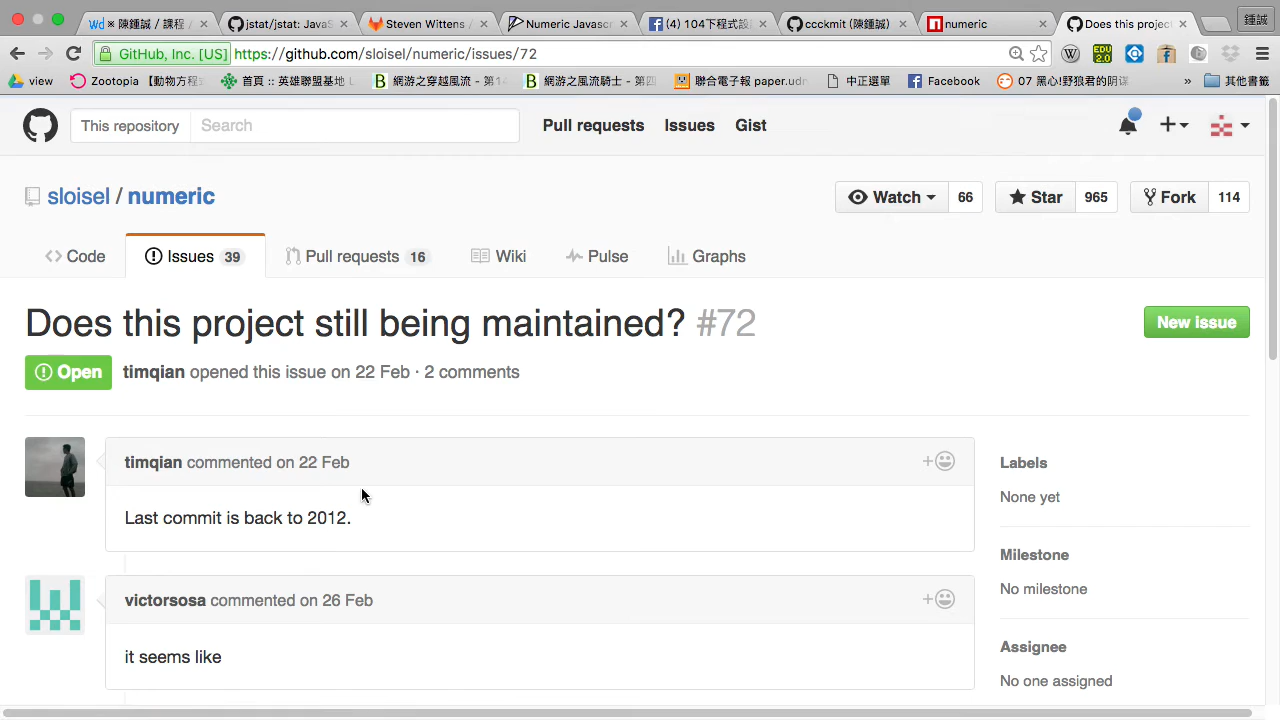 Wd × 陳鍾誠 / 課程
jstat/jstat: JavaS
Steven Wittens /
Numeric Javascr
(4) 104下程式設
ccckmit (陳鍾誠)
numeric
Does this project
鍾誠
GitHub, Inc. [US] https://github.com/sloisel/numeric/issues/72
view
Zootopia 【動物方程
首頁 :: 英雄聯盟基地
網游之穿越風流 - 第1
網游之風流騎士 - 第四
聯合電子報 paper.udn
中正選單
Facebook
07 黑心!野狼君的阴谋
»
其他書籤
This repository Search Pull requests Issues Gist
sloisel / numeric
Watch 66 Star 965 Fork 114
Code Issues 39 Pull requests 16 Wiki Pulse Graphs
Does this project still being maintained? #72
New issue
Open timqian opened this issue on 22 Feb · 2 comments
timqian commented on 22 Feb
Last commit is back to 2012.
victorsosa commented on 26 Feb
it seems like
Labels
None yet
Milestone
No milestone
Assignee
No one assigned